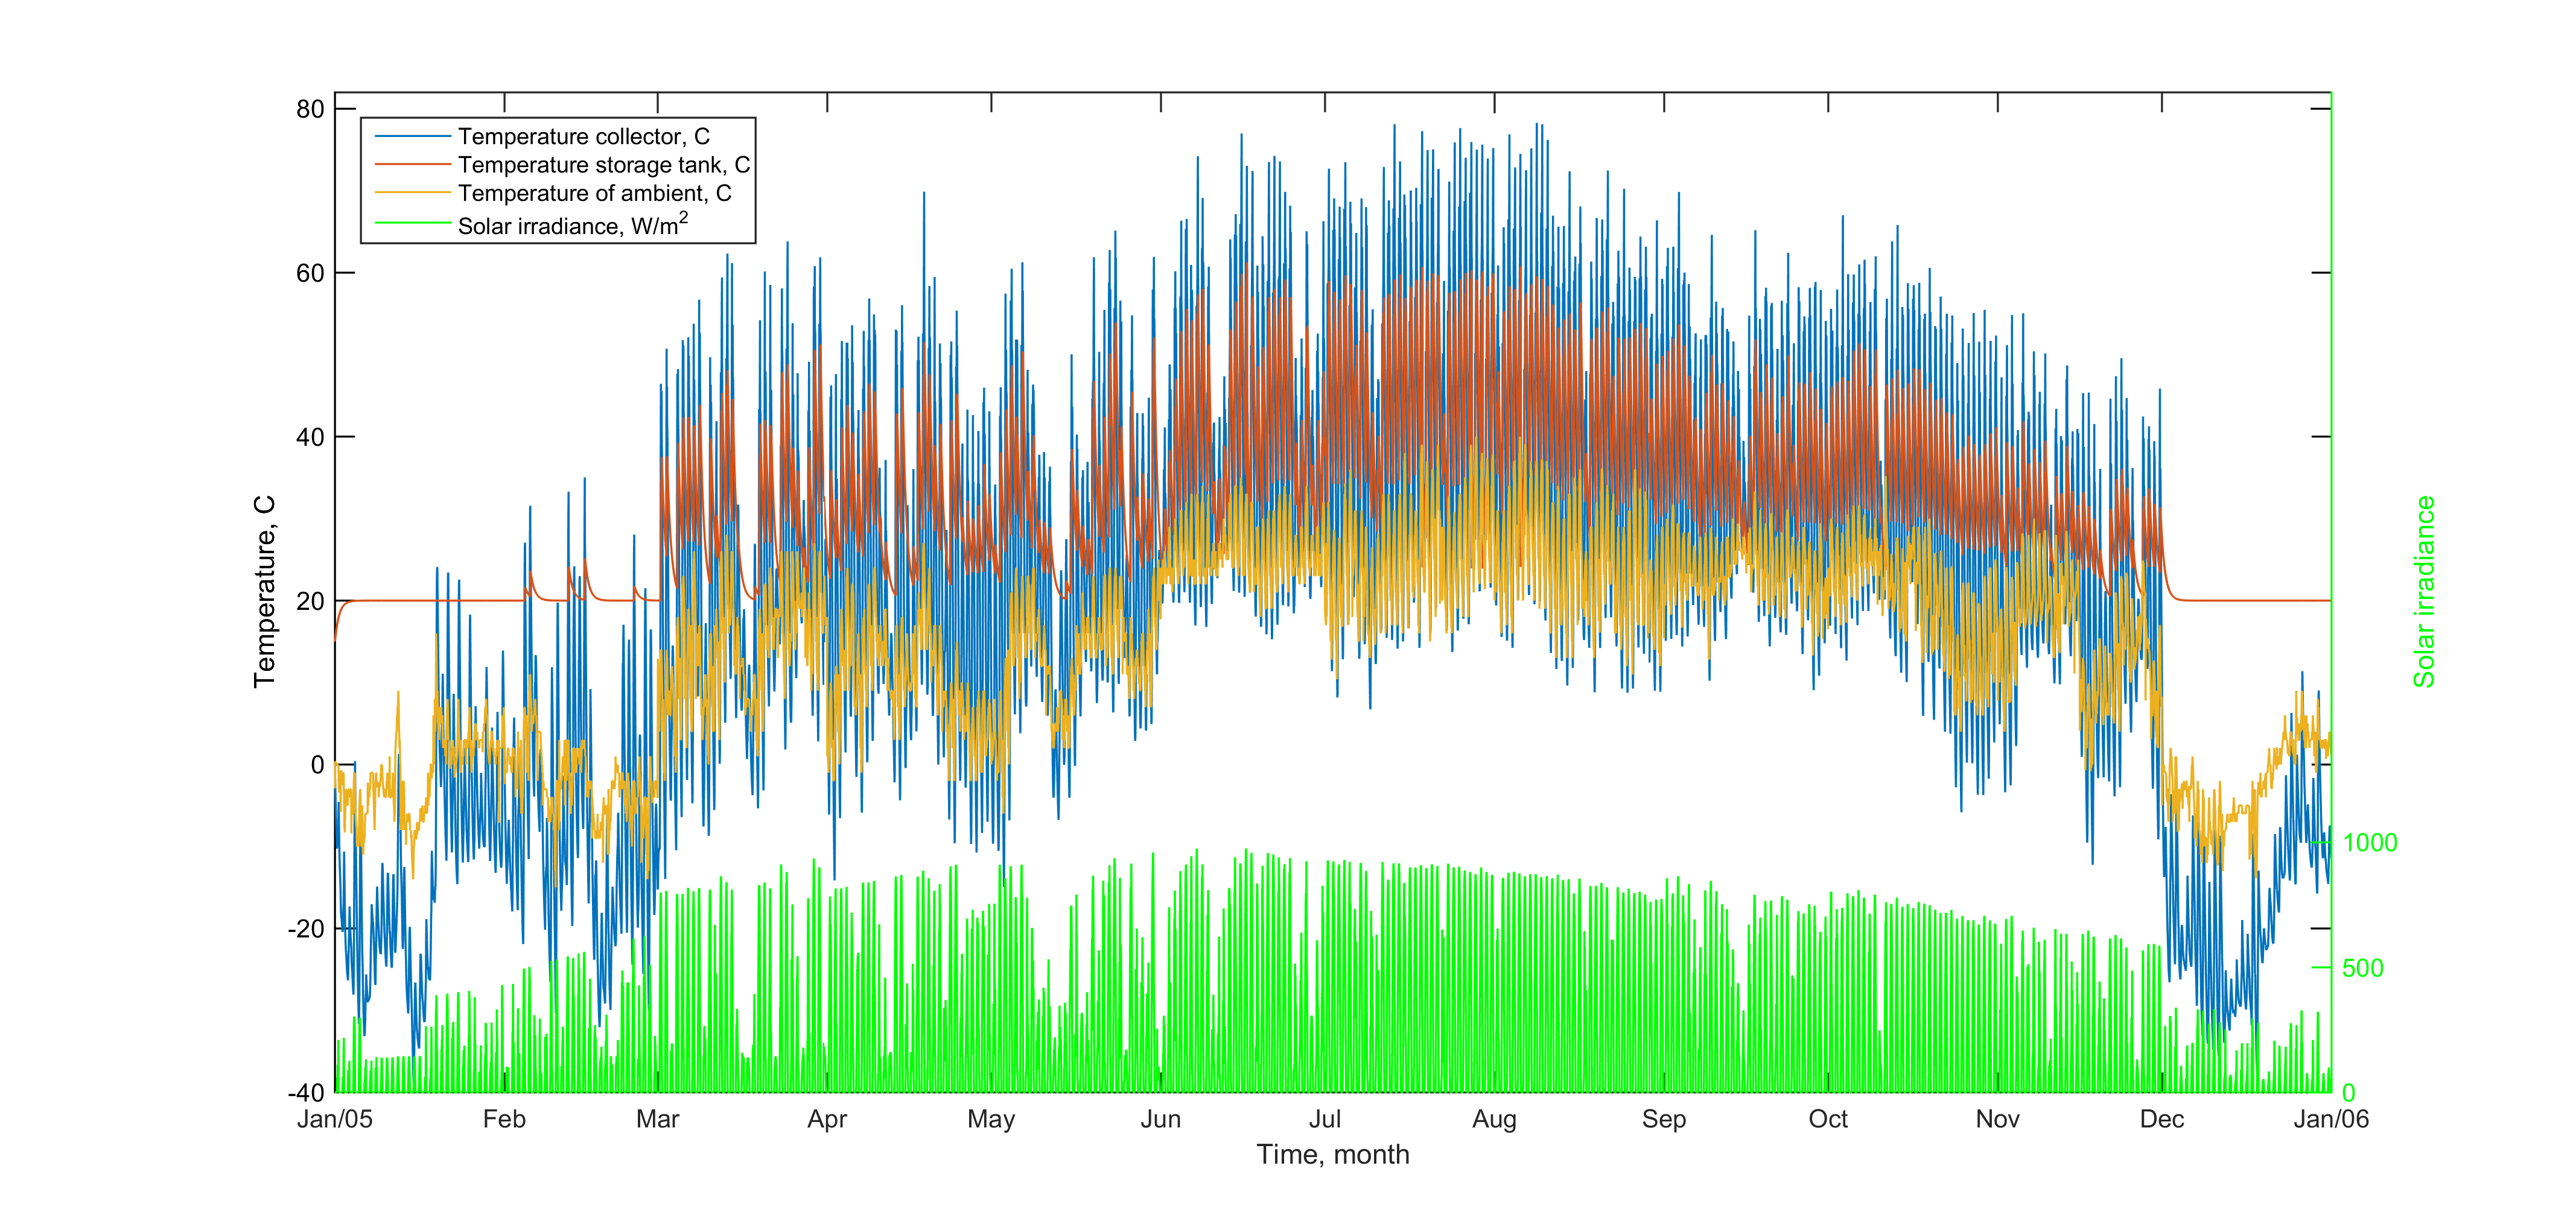 80
60
40
20
0
-20
-40
Temperature, C
Temperature collector, C
Temperature storage tank, C
Temperature of ambient, C
Solar irradiance, W/m²
1000
500
0
Solar irradiance
Jan/05 Feb Mar Apr May Jun Jul Aug Sep Oct Nov Dec Jan/06
Time, month